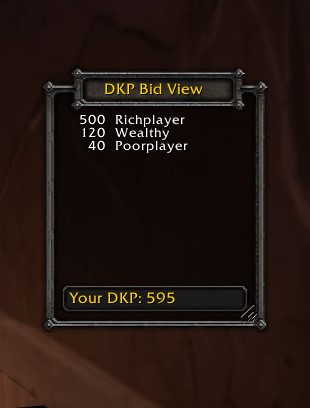 DKP Bid View
500 Richplayer
120 Wealthy
40 Poorplayer
Your DKP: 595